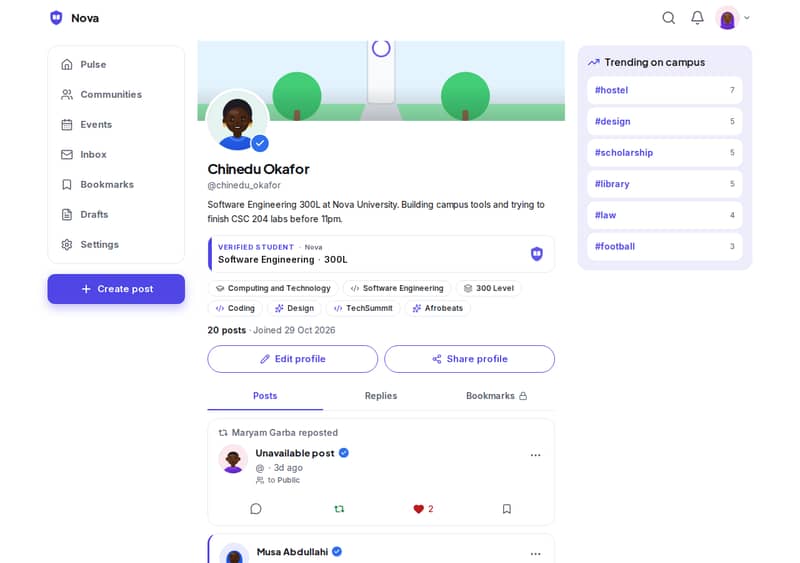 Nova
Pulse
Communities
Events
Inbox
Bookmarks
Drafts
Settings
Create post
Chinedu Okafor
@chinedu_okafor
Software Engineering 300L at Nova University. Building campus tools and trying to
finish CSC 204 labs before 11pm.
VERIFIED STUDENT · Nova
Software Engineering · 300L
Computing and Technology
Software Engineering
300 Level
Coding
Design
TechSummit
Afrobeats
20 posts · Joined 29 Oct 2026
Edit profile
Share profile
Posts
Replies
Bookmarks
Maryam Garba reposted
Unavailable post
@ · 3d ago
to Public
2
Musa Abdullahi
Trending on campus
#hostel 7
#design 5
#scholarship 5
#library 5
#law 4
#football 3